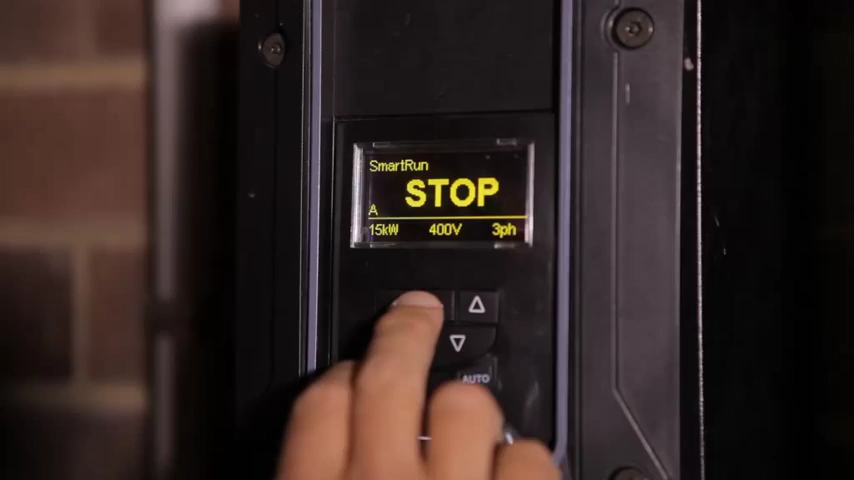 SmartRun
STOP
A
15kW 400V 3ph
AUTO